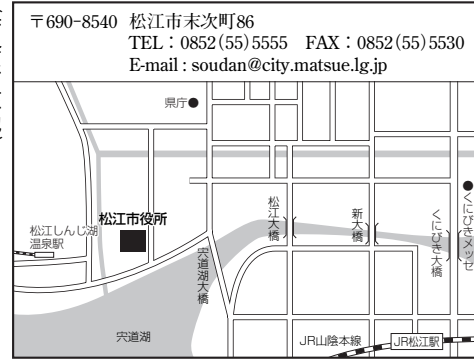 〒690-8540 松江市末次町86
TEL：0852(55)5555 FAX：0852(55)5530
E-mail : soudan@city.matsue.lg.jp
県庁●
松江市役所
松江しんじ湖
温泉駅
宍道湖大橋
松江大橋
新大橋
くにびき大橋
●くにびきメッセ
宍道湖
JR山陰本線
JR松江駅